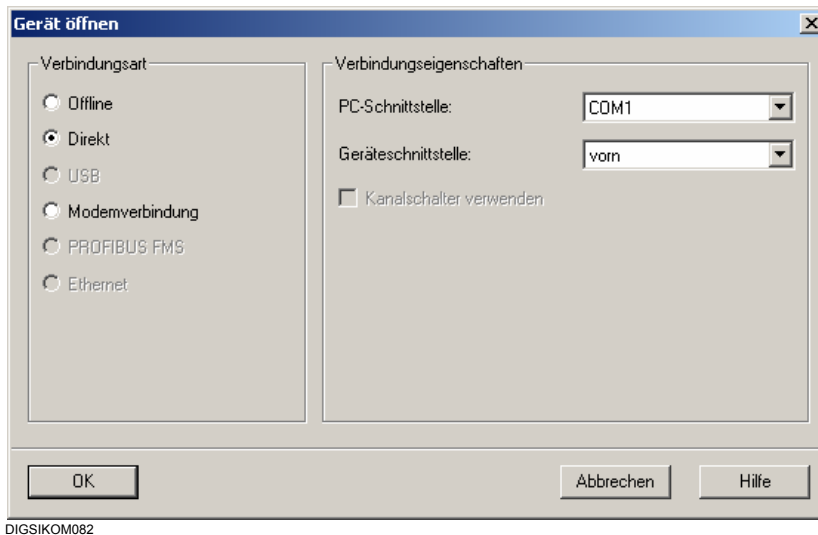 Gerät öffnen
Verbindungsart
Offline
Direkt
USB
Modemverbindung
PROFIBUS FMS
Ethernet
Verbindungseigenschaften
PC-Schnittstelle:
COM1
Geräteschnittstelle:
vorn
Kanalschalter verwenden
OK
Abbrechen
Hilfe
DIGSIKOM082